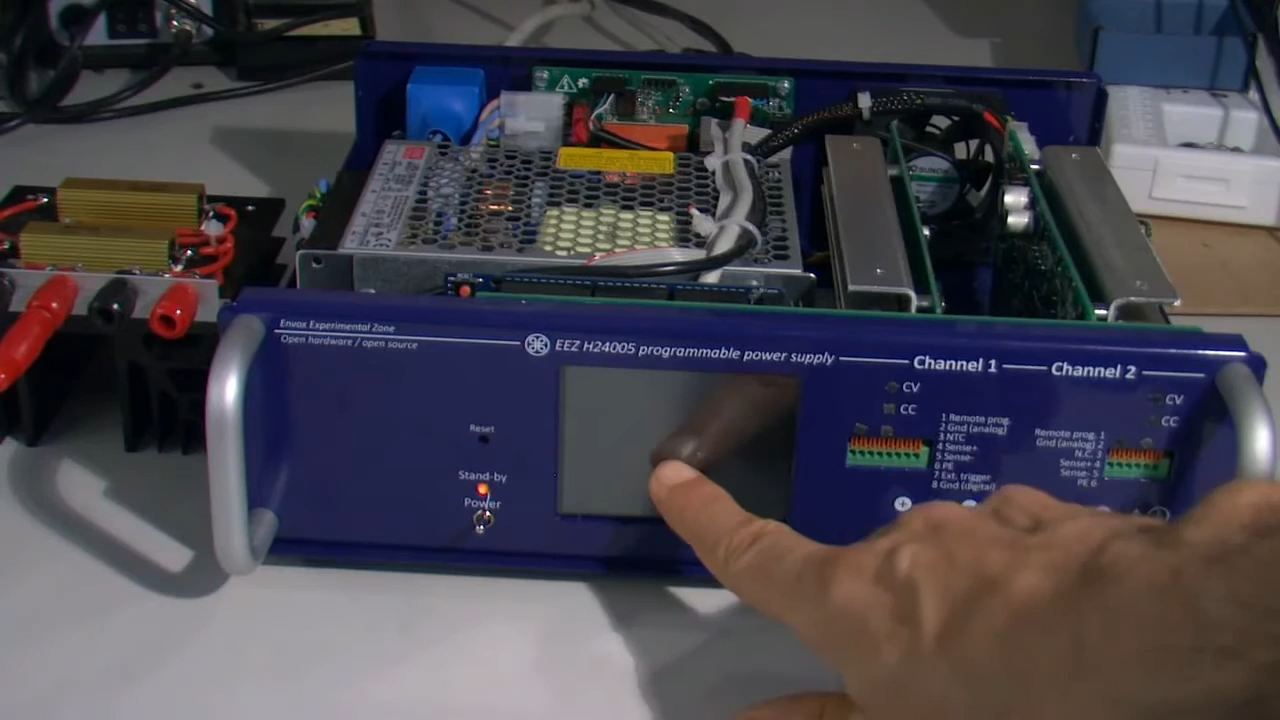 Envox Experimental Zone
Open hardware / open source
EEZ H24005 programmable power supply
Channel 1
Channel 2
CV
CC
1 Remote prog.
2 Gnd (analog)
3 NTC
4 Sense+
5 Sense-
6 PE
7 Ext. trigger
8 Gnd (digital)
CV
CC
Remote prog. 1
Gnd (analog) 2
N.C. 3
Sense+ 4
Sense- 5
PE 6
Reset
Stand-by
Power